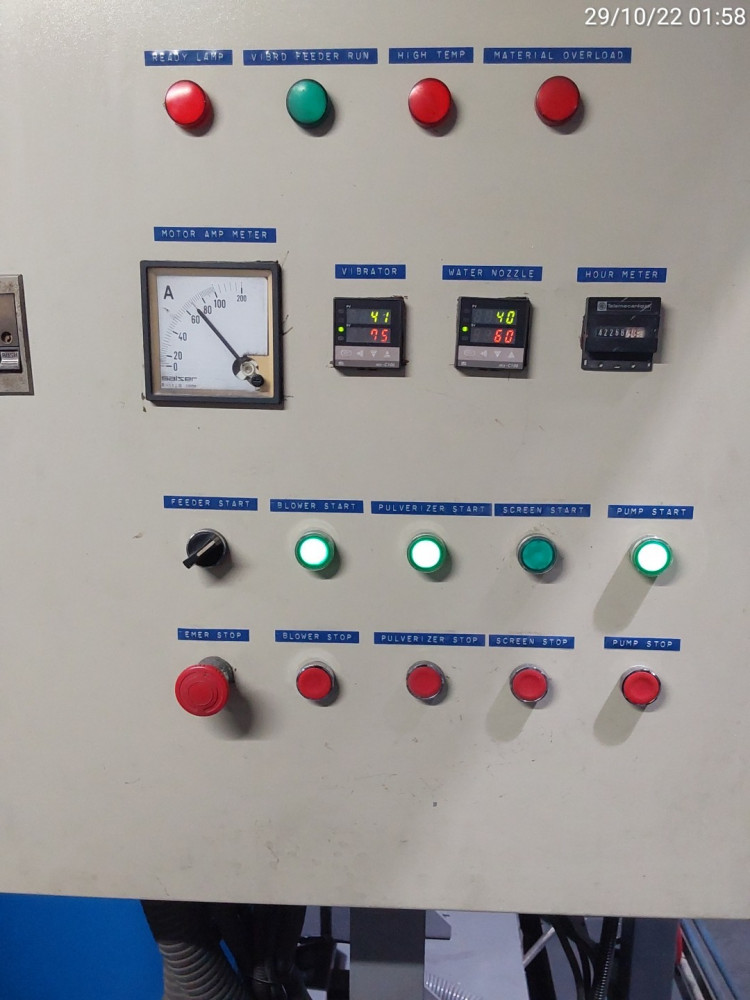 29/10/22 01:58
READY LAMP
VIBRD FEEDER RUN
HIGH TEMP
MATERIAL OVERLOAD
MOTOR AMP METER
VIBRATOR
WATER NOZZLE
HOUR METER
A
0
20
40
60
80
100
200
41
75
40
60
Telemecanique
FEEDER START
BLOWER START
PULVERIZER START
SCREEN START
PUMP START
EMER STOP
BLOWER STOP
PULVERIZER STOP
SCREEN STOP
PUMP STOP